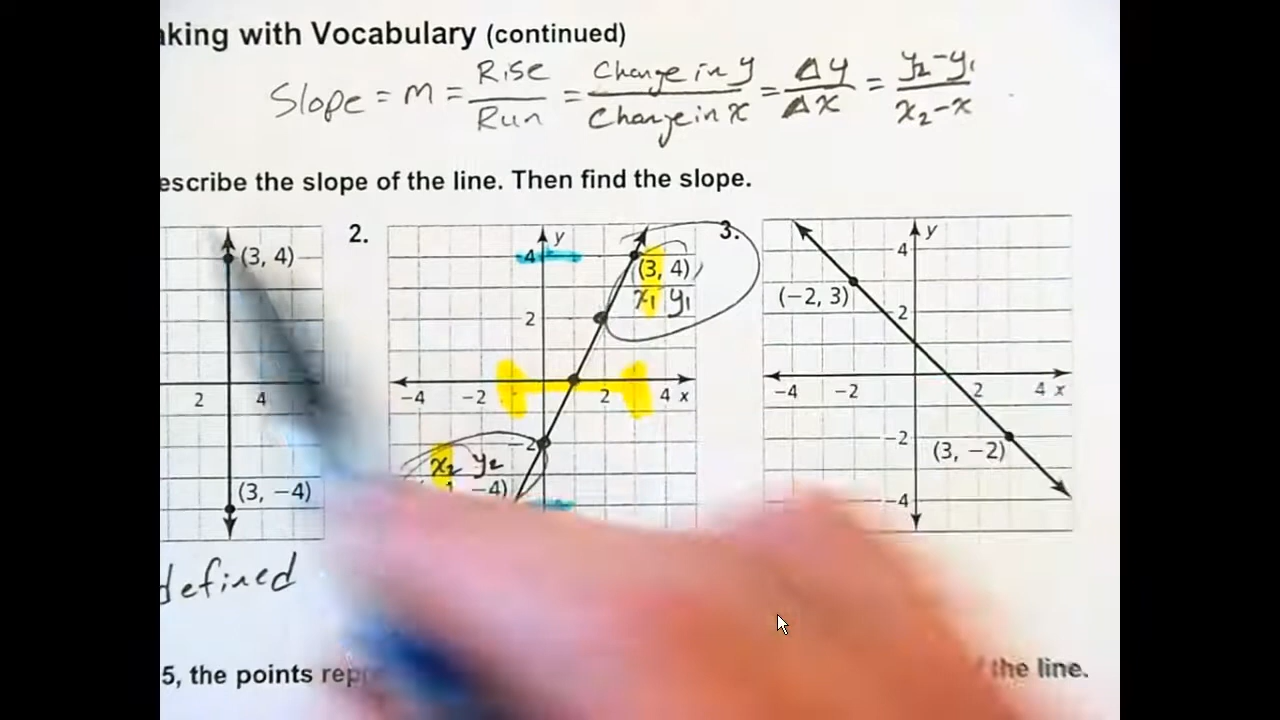 aking with Vocabulary (continued)
Slope = m = Rise / Run = Change in y / Change in x = Δy / Δx = y₂-y₁ / x₂-x
escribe the slope of the line. Then find the slope.
(3, 4)
2 4
(3, −4)
defined
2.
y
4
(3, 4)
x₁ y₁
2
−4 −2 2 4 x
−2
x₂ y₂
−4)
3.
y
4
(−2, 3)
2
−4 −2 2 4 x
−2
(3, −2)
−4
5, the points
the line.